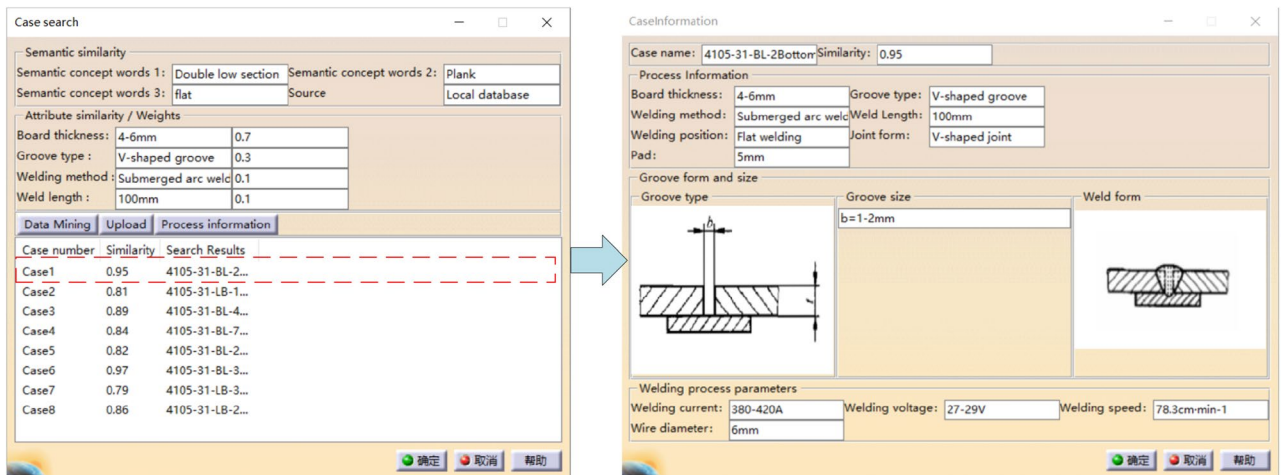 Case search
Semantic similarity
Semantic concept words 1: Double low section Semantic concept words 2: Plank
Semantic concept words 3: flat Source Local database
Attribute similarity / Weights
Board thickness: 4-6mm 0.7
Groove type : V-shaped groove 0.3
Welding method : Submerged arc weld 0.1
Weld length : 100mm 0.1
Data Mining Upload Process information
Case number Similarity Search Results
Case1 0.95 4105-31-BL-2...
Case2 0.81 4105-31-LB-1...
Case3 0.89 4105-31-BL-4...
Case4 0.84 4105-31-BL-7...
Case5 0.82 4105-31-BL-2...
Case6 0.97 4105-31-BL-3...
Case7 0.79 4105-31-LB-3...
Case8 0.86 4105-31-LB-2...
确定 取消 帮助
CaseInformation
Case name: 4105-31-BL-2Bottom Similarity: 0.95
Process Information
Board thickness: 4-6mm Groove type: V-shaped groove
Welding method: Submerged arc weld Weld Length: 100mm
Welding position: Flat welding Joint form: V-shaped joint
Pad: 5mm
Groove form and size
Groove type Groove size Weld form
b=1-2mm
b
t
Welding process parameters
Welding current: 380-420A Welding voltage: 27-29V Welding speed: 78.3cm·min-1
Wire diameter: 6mm
确定 取消 帮助